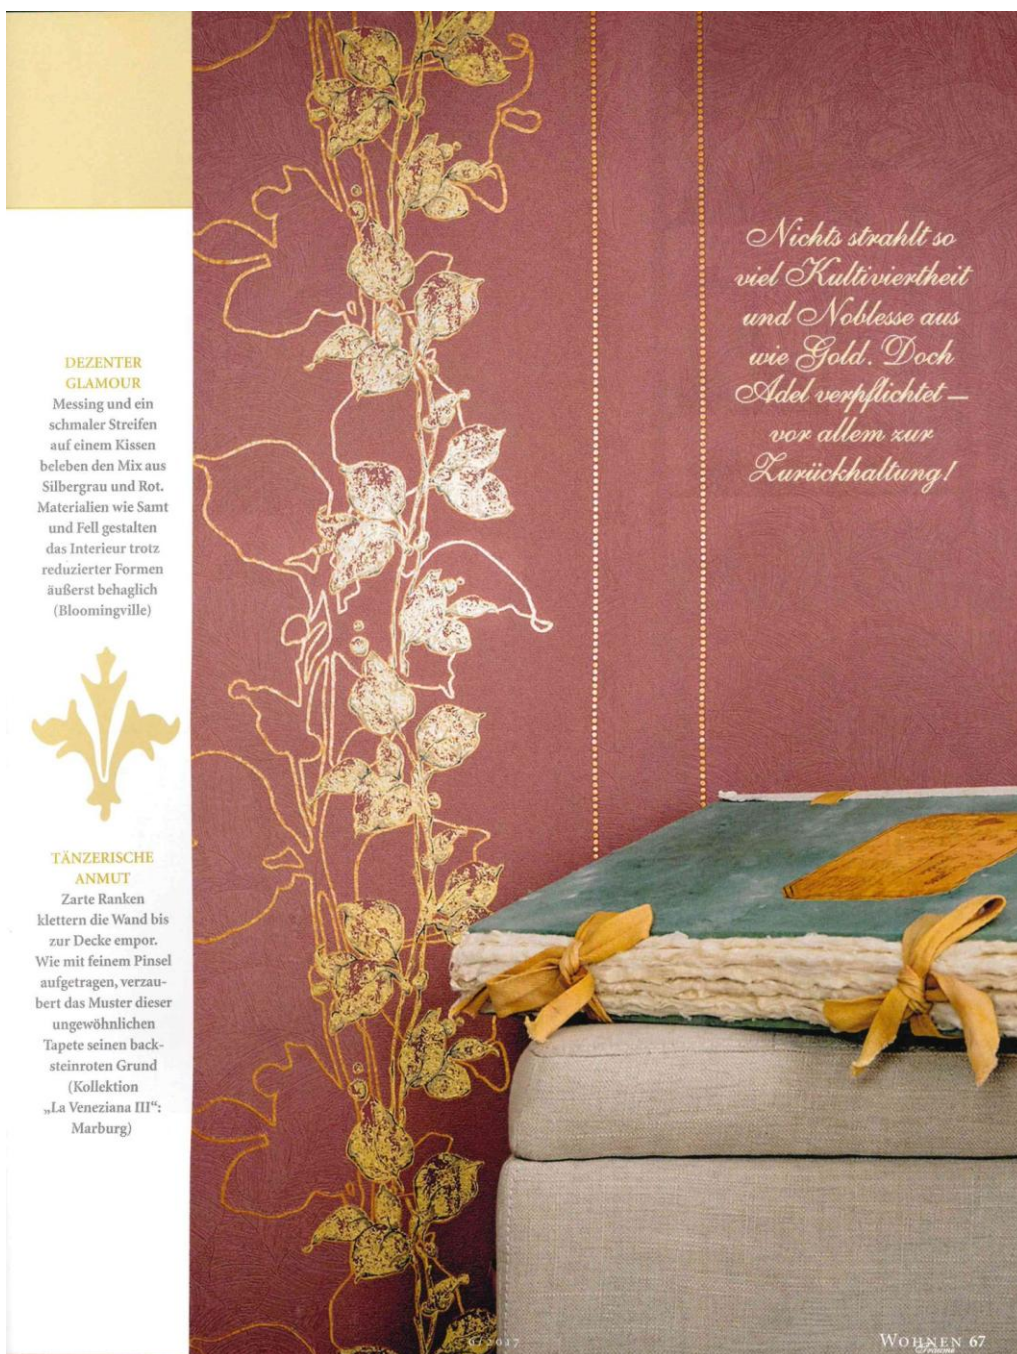 DEZENTER
GLAMOUR
Messing und ein
schmaler Streifen
auf einem Kissen
beleben den Mix aus
Silbergrau und Rot.
Materialien wie Samt
und Fell gestalten
das Interieur trotz
reduzierter Formen
äußerst behaglich
(Bloomingville)
TÄNZERISCHE
ANMUT
Zarte Ranken
klettern die Wand bis
zur Decke empor.
Wie mit feinem Pinsel
aufgetragen, verzau-
bert das Muster dieser
ungewöhnlichen
Tapete seinen back-
steinroten Grund
(Kollektion
„La Veneziana III“:
Marburg)
Nichts strahlt so
viel Kultiviertheit
und Noblesse aus
wie Gold. Doch
Adel verpflichtet –
vor allem zur
Zurückhaltung!
WOHNEN 67
Träume